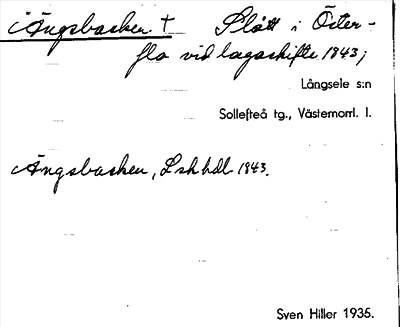 Ängsbacken † Slått i Öster-
flo vid lagaskifte 1843;
Långsele s:n
Sollefteå tg., Västernorrl. l.
Ängsbacken, Lskhdl 1843.
Sven Hiller 1935.